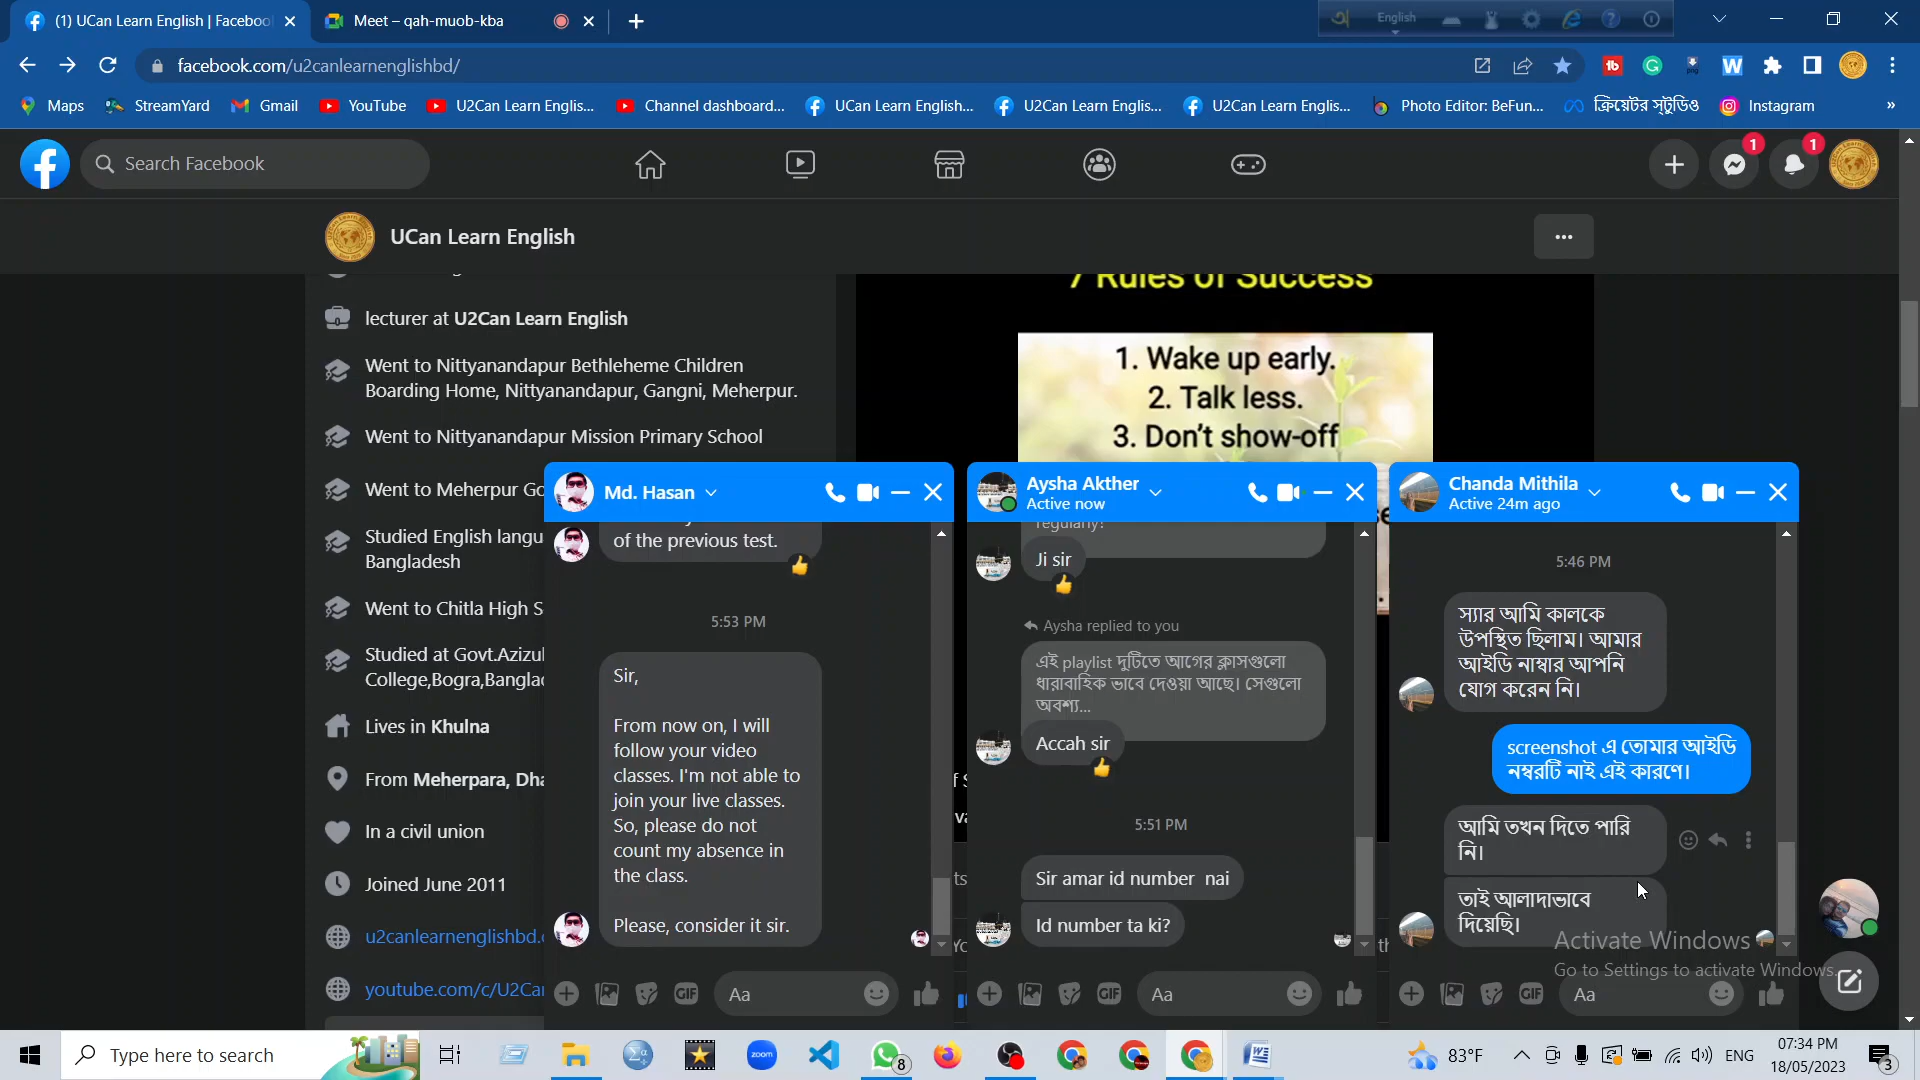 (1) UCan Learn English | Facebook
Meet – qah-muob-kba
English
facebook.com/u2canlearnenglishbd/
Maps
StreamYard
Gmail
YouTube
U2Can Learn Englis...
Channel dashboard...
UCan Learn English...
U2Can Learn Englis...
U2Can Learn Englis...
Photo Editor: BeFun...
ক্রিয়েটর স্টুডিও
Instagram
»
Search Facebook
1
1
UCan Learn English
7 Rules of Success
1. Wake up early.
2. Talk less.
3. Don't show-off
lecturer at U2Can Learn English
Went to Nittyanandapur Bethleheme Children
Boarding Home, Nittyanandapur, Gangni, Meherpur.
Went to Nittyanandapur Mission Primary School
Went to Meherpur Go
Studied English langu
Bangladesh
Went to Chitla High S
Studied at Govt.Azizul
College,Bogra,Banglad
Lives in Khulna
From Meherpara, Dha
In a civil union
Joined June 2011
u2canlearnenglishbd.
youtube.com/c/U2Ca
Md. Hasan
of the previous test.
5:53 PM
Sir,
From now on, I will
follow your video
classes. I'm not able to
join your live classes.
So, please do not
count my absence in
the class.
Please, consider it sir.
GIF
Aa
Aysha Akther
Active now
regularly?
Ji sir
Aysha replied to you
এই playlist দুটিতে আগের ক্লাসগুলো
ধারাবাহিক ভাবে দেওয়া আছে। সেগুলো
অবশ্য...
Accah sir
5:51 PM
Sir amar id number nai
Id number ta ki?
GIF
Aa
Chanda Mithila
Active 24m ago
5:46 PM
স্যার আমি কালকে
উপস্থিত ছিলাম। আমার
আইডি নাম্বার আপনি
যোগ করেন নি।
screenshot এ তোমার আইডি
নম্বরটি নাই এই কারণে।
আমি তখন দিতে পারি
নি।
তাই আলাদাভাবে
দিয়েছি।
GIF
Aa
Activate Windows
Go to Settings to activate Windows.
Type here to search
zoom
8
83°F
ENG
07:34 PM
18/05/2023
3